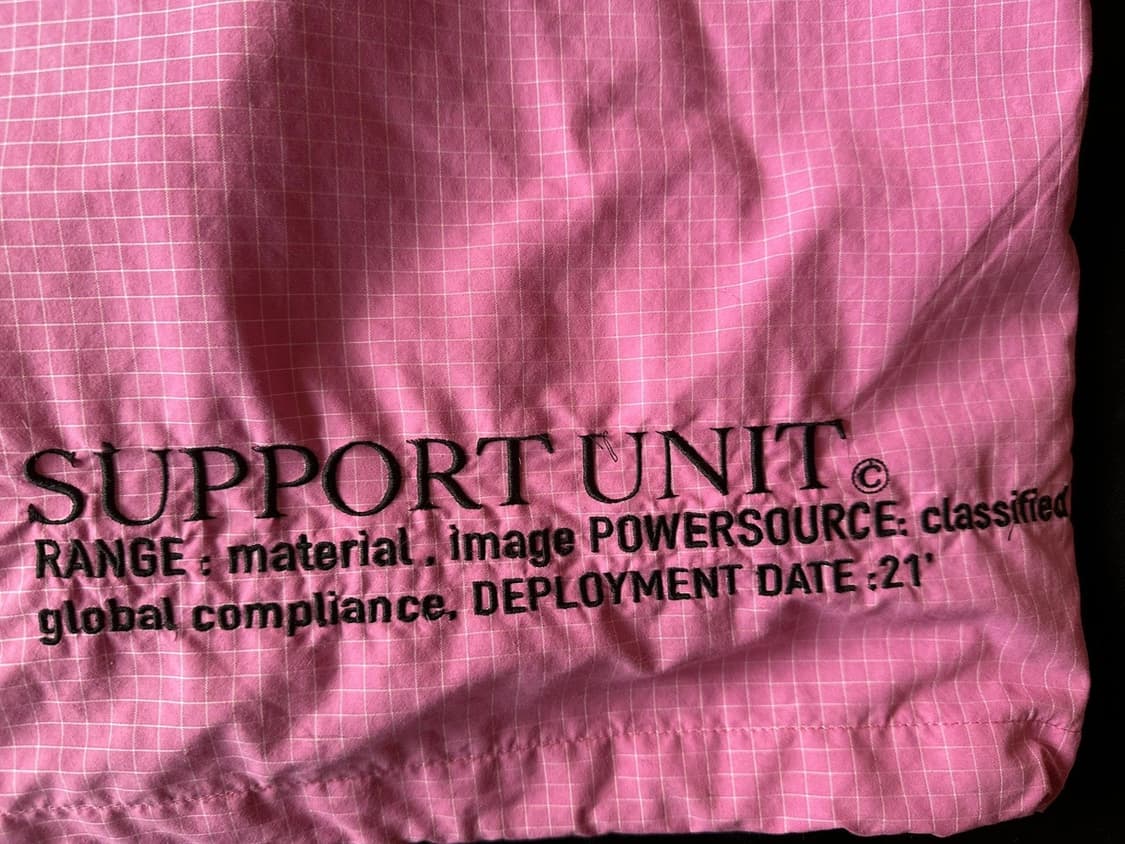 SUPPORT UNIT©
RANGE : material . image POWERSOURCE: classified
global compliance. DEPLOYMENT DATE :21'